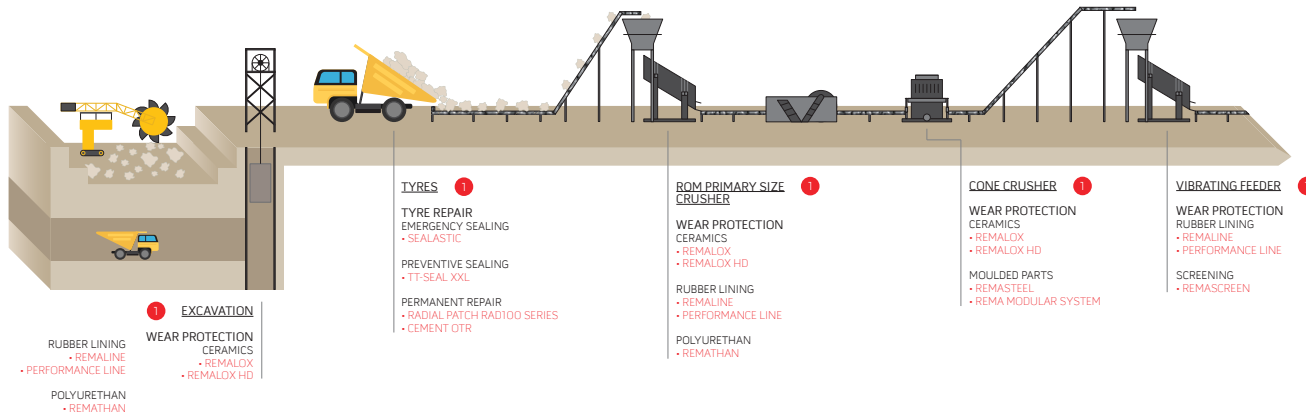 TYRES 1
TYRE REPAIR
EMERGENCY SEALING
• SEALASTIC
PREVENTIVE SEALING
• TT-SEAL XXL
PERMANENT REPAIR
• RADIAL PATCH RAD100 SERIES
• CEMENT OTR
ROM PRIMARY SIZE 1
CRUSHER
WEAR PROTECTION
CERAMICS
• REMALOX
• REMALOX HD
RUBBER LINING
• REMALINE
• PERFORMANCE LINE
POLYURETHAN
• REMATHAN
CONE CRUSHER 1
WEAR PROTECTION
CERAMICS
• REMALOX
• REMALOX HD
MOULDED PARTS
• REMASTEEL
• REMA MODULAR SYSTEM
VIBRATING FEEDER 1
WEAR PROTECTION
RUBBER LINING
• REMALINE
• PERFORMANCE LINE
SCREENING
• REMASCREEN
1 EXCAVATION
WEAR PROTECTION
CERAMICS
• REMALOX
• REMALOX HD
RUBBER LINING
• REMALINE
• PERFORMANCE LINE
POLYURETHAN
• REMATHAN